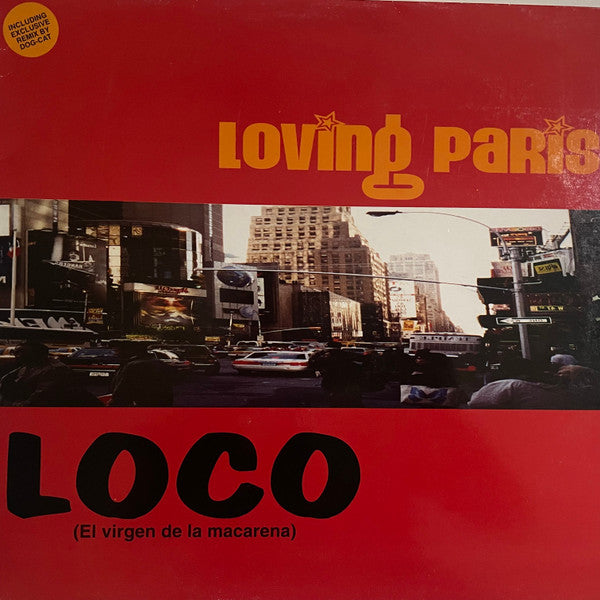 INCLUDING
EXCLUSIVE
REMIX BY
DOG-CAT
LOVING PARIS
LOCO
(El virgen de la macarena)